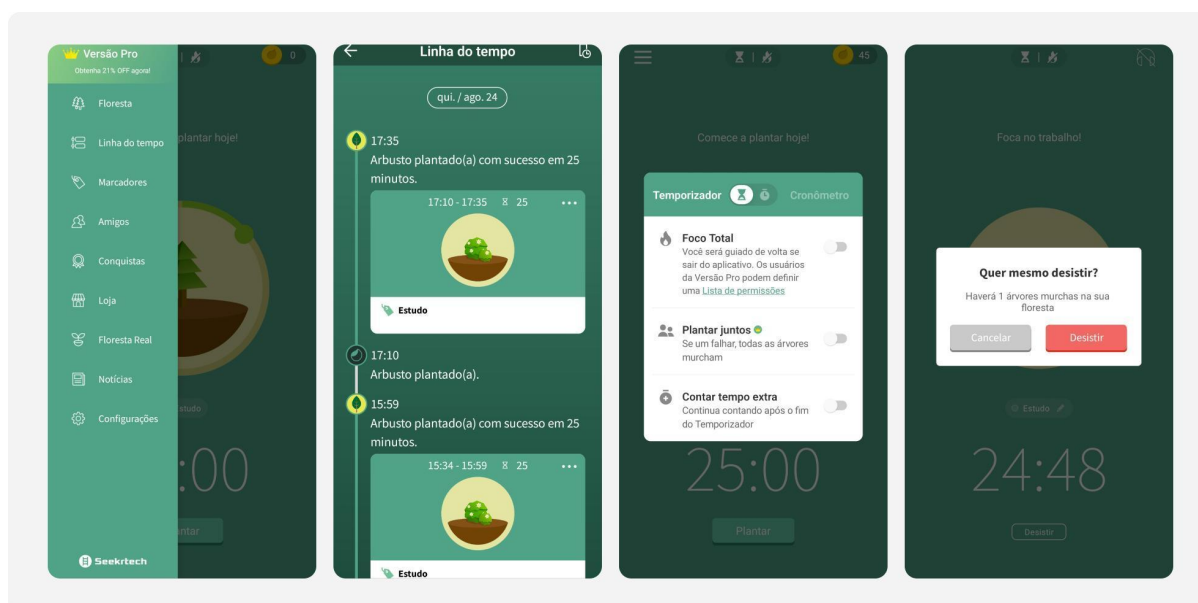 Versão Pro
Obtenha 21% OFF agora!
0
Floresta
Linha do tempo
plantar hoje!
Marcadores
Amigos
Conquistas
Loja
Floresta Real
Notícias
Configurações
studo
:00
ntar
Seekrtech
Linha do tempo
qui. / ago. 24
17:35
Arbusto plantado(a) com sucesso em 25
minutos.
17:10 - 17:35 25
Estudo
17:10
Arbusto plantado(a).
15:59
Arbusto plantado(a) com sucesso em 25
minutos.
15:34 - 15:59 25
Estudo
45
Comece a plantar hoje!
Temporizador Cronômetro
Foco Total
Você será guiado de volta se
sair do aplicativo. Os usuários
da Versão Pro podem definir
uma Lista de permissões
Plantar juntos
Se um falhar, todas as árvores
murcham
Contar tempo extra
Continua contando após o fim
do Temporizador
25:00
Plantar
Foca no trabalho!
Quer mesmo desistir?
Haverá 1 árvores murchas na sua
floresta
Cancelar Desistir
Estudo
24:48
Desistir